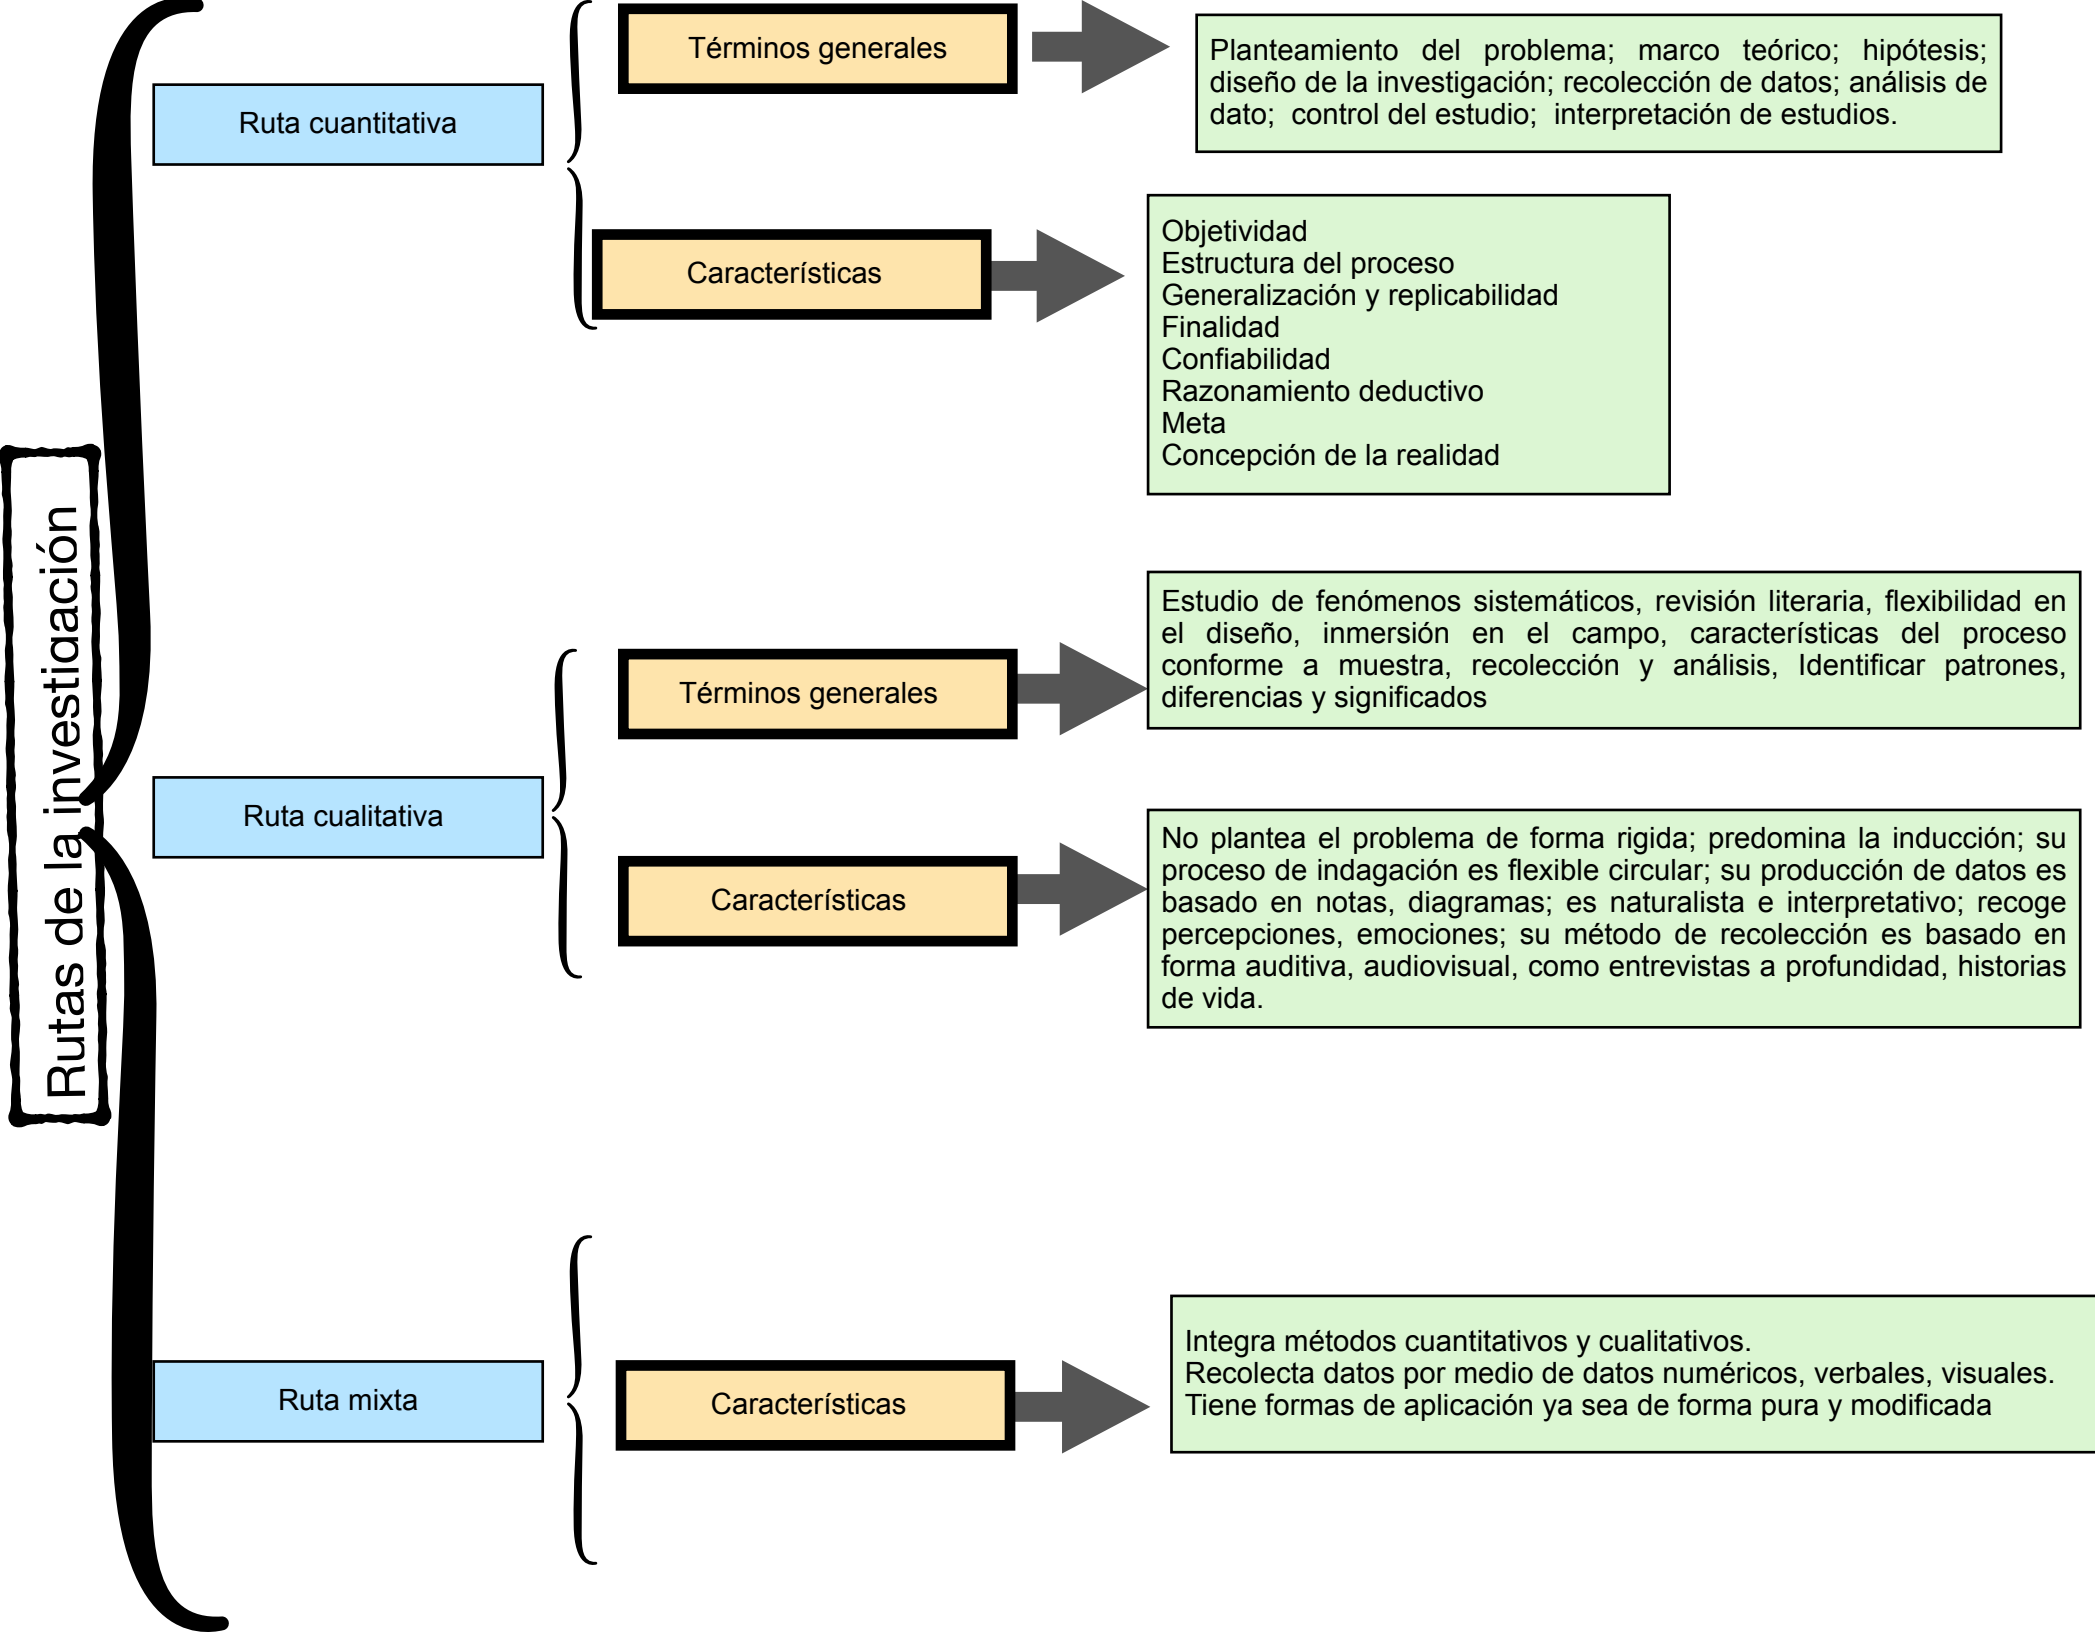 Rutas de la investigación
Ruta cuantitativa
Términos generales
Planteamiento del problema; marco teórico; hipótesis;
diseño de la investigación; recolección de datos; análisis de
dato; control del estudio; interpretación de estudios.
Características
Objetividad
Estructura del proceso
Generalización y replicabilidad
Finalidad
Confiabilidad
Razonamiento deductivo
Meta
Concepción de la realidad
Ruta cualitativa
Términos generales
Estudio de fenómenos sistemáticos, revisión literaria, flexibilidad en
el diseño, inmersión en el campo, características del proceso
conforme a muestra, recolección y análisis, Identificar patrones,
diferencias y significados
Características
No plantea el problema de forma rigida; predomina la inducción; su
proceso de indagación es flexible circular; su producción de datos es
basado en notas, diagramas; es naturalista e interpretativo; recoge
percepciones, emociones; su método de recolección es basado en
forma auditiva, audiovisual, como entrevistas a profundidad, historias
de vida.
Ruta mixta
Características
Integra métodos cuantitativos y cualitativos.
Recolecta datos por medio de datos numéricos, verbales, visuales.
Tiene formas de aplicación ya sea de forma pura y modificada